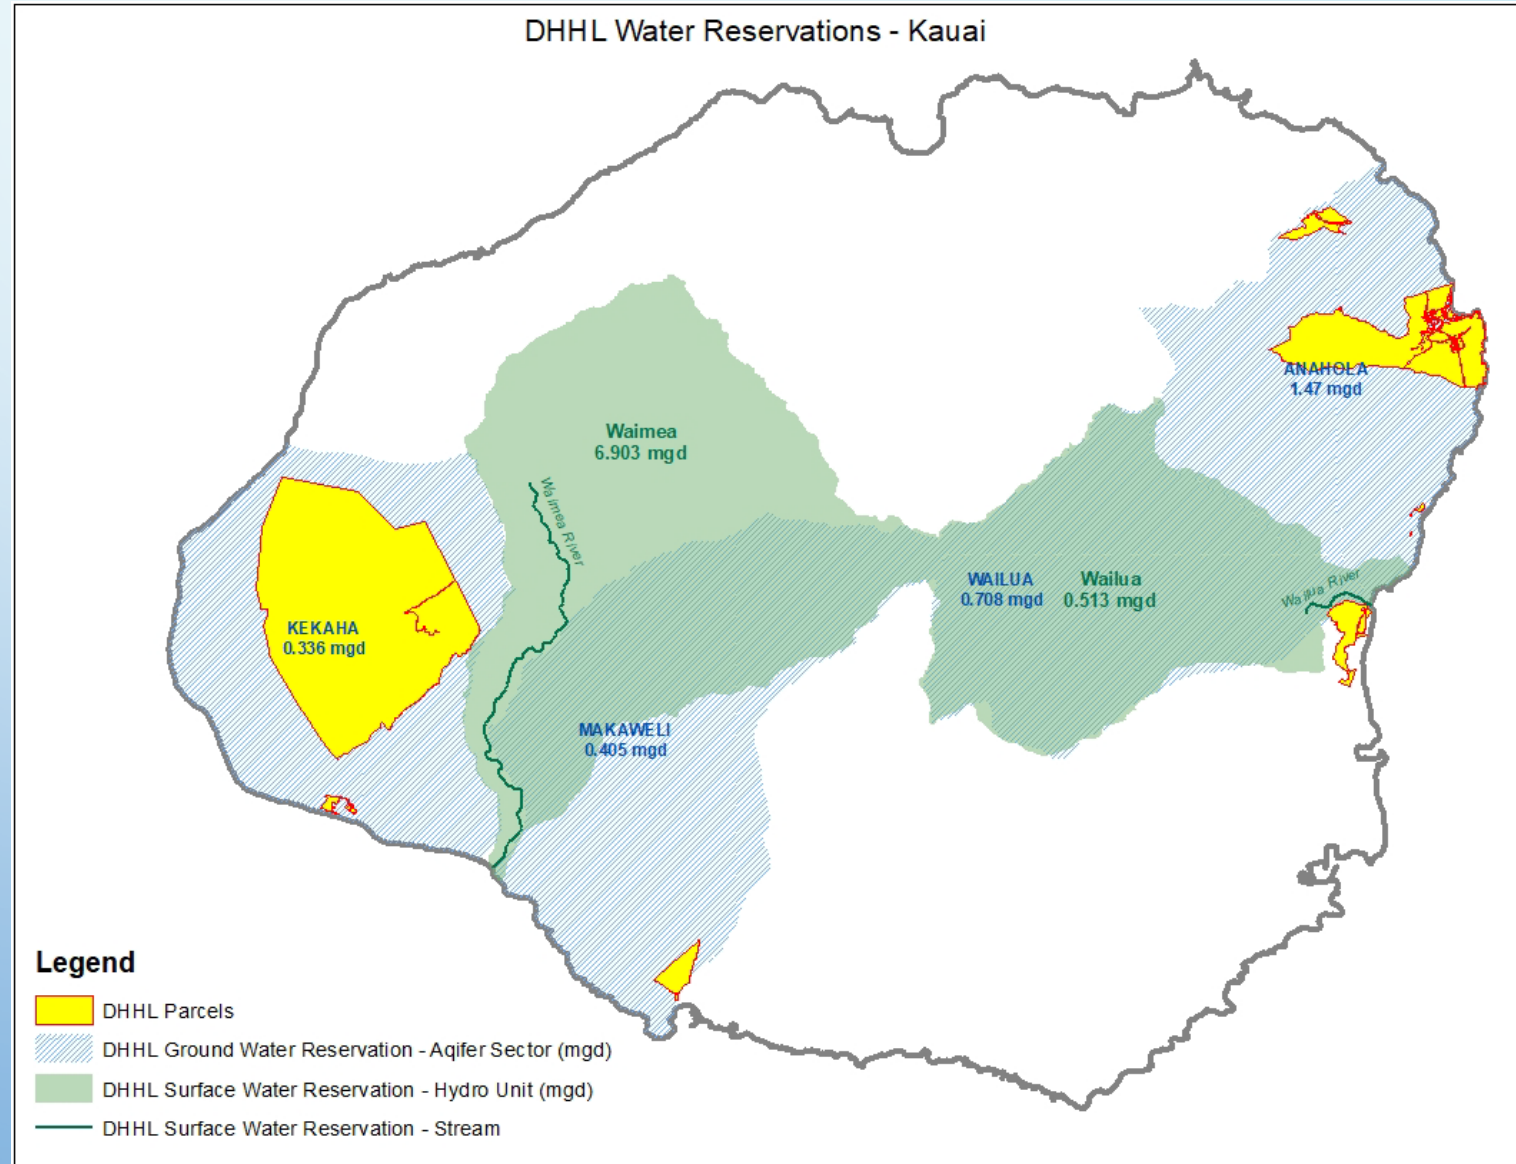 DHHL Water Reservations - Kauai
ANAHOLA
1.47 mgd
Waimea
6.903 mgd
Waimea River
WAILUA
0.708 mgd
Wailua
0.513 mgd
Wailua River
KEKAHA
0.336 mgd
MAKAWELI
0.405 mgd
Legend
DHHL Parcels
DHHL Ground Water Reservation - Aqifer Sector (mgd)
DHHL Surface Water Reservation - Hydro Unit (mgd)
DHHL Surface Water Reservation - Stream